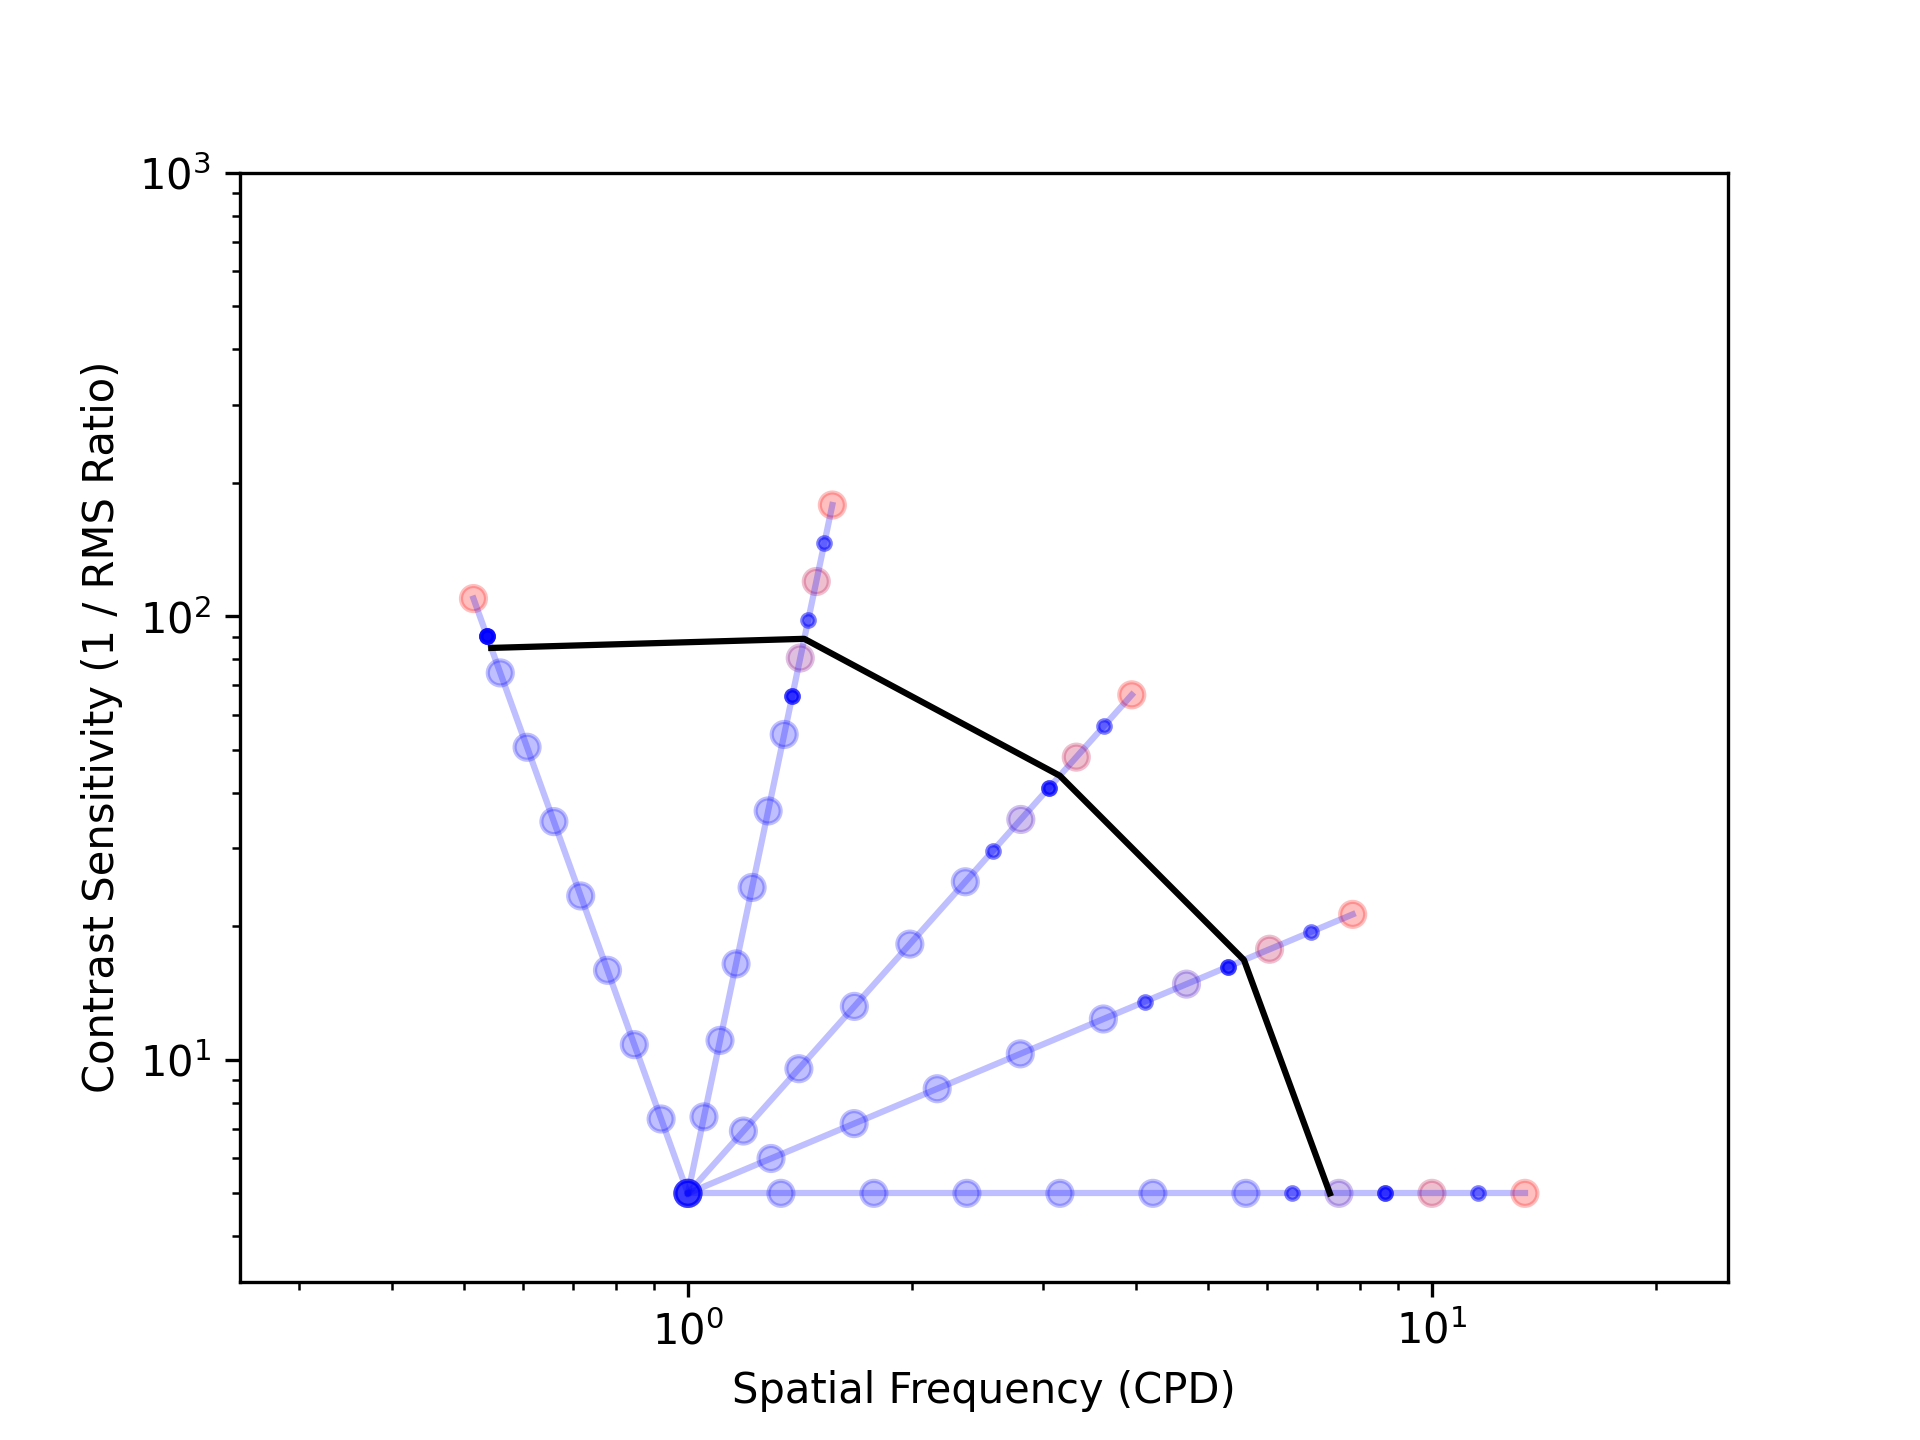 10³
10²
10¹
Contrast Sensitivity (1 / RMS Ratio)
10⁰ 10¹
Spatial Frequency (CPD)